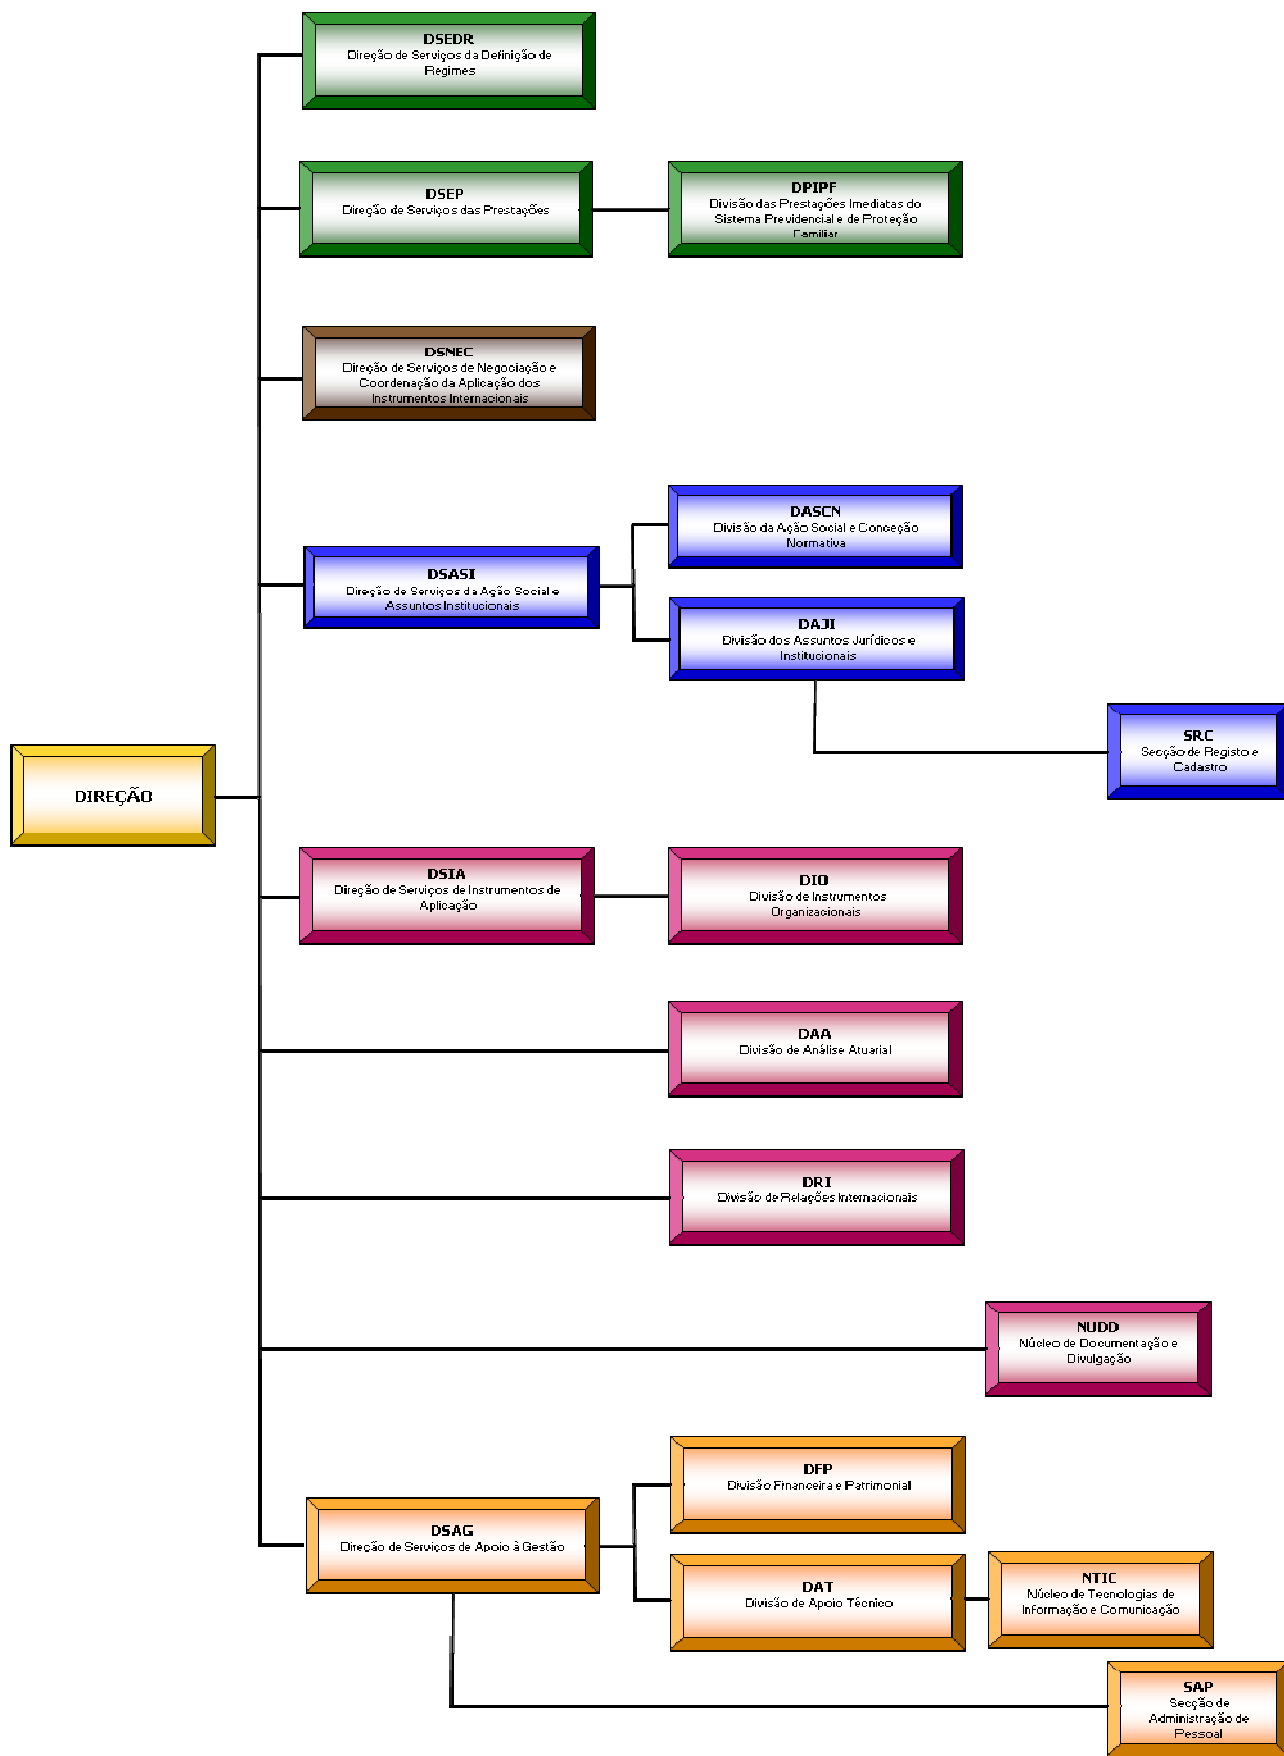 DSEDR
Direção de Serviços da Definição de
Regimes
DSEP
Direção de Serviços das Prestações
DPIPF
Divisão das Prestações Imediatas do
Sistema Previdencial e de Proteção
Familiar
DSNEC
Direção de Serviços de Negociação e
Coordenação da Aplicação dos
Instrumentos Internacionais
DASCN
Divisão da Ação Social e Conceção
Normativa
DSASI
Direção de Serviços da Ação Social e
Assuntos Institucionais
DAJI
Divisão dos Assuntos Jurídicos e
Institucionais
SRC
Secção de Registo e
Cadastro
DIREÇÃO
DSIA
Direção de Serviços de Instrumentos de
Aplicação
DIO
Divisão de Instrumentos
Organizacionais
DAA
Divisão de Análise Atuarial
DRI
Divisão de Relações Internacionais
NUDD
Núcleo de Documentação e
Divulgação
DFP
Divisão Financeira e Patrimonial
DSAG
Direção de Serviços de Apoio à Gestão
DAT
Divisão de Apoio Técnico
NTIC
Núcleo de Tecnologias de
Informação e Comunicação
SAP
Secção de
Administração de
Pessoal